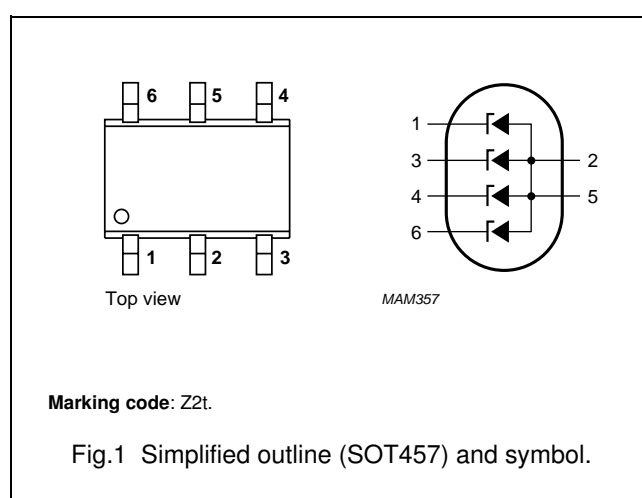 6 5 4
1 2 3
Top view
1
3 2
4 5
6
MAM357
Marking code: Z2t.
Fig.1 Simplified outline (SOT457) and symbol.